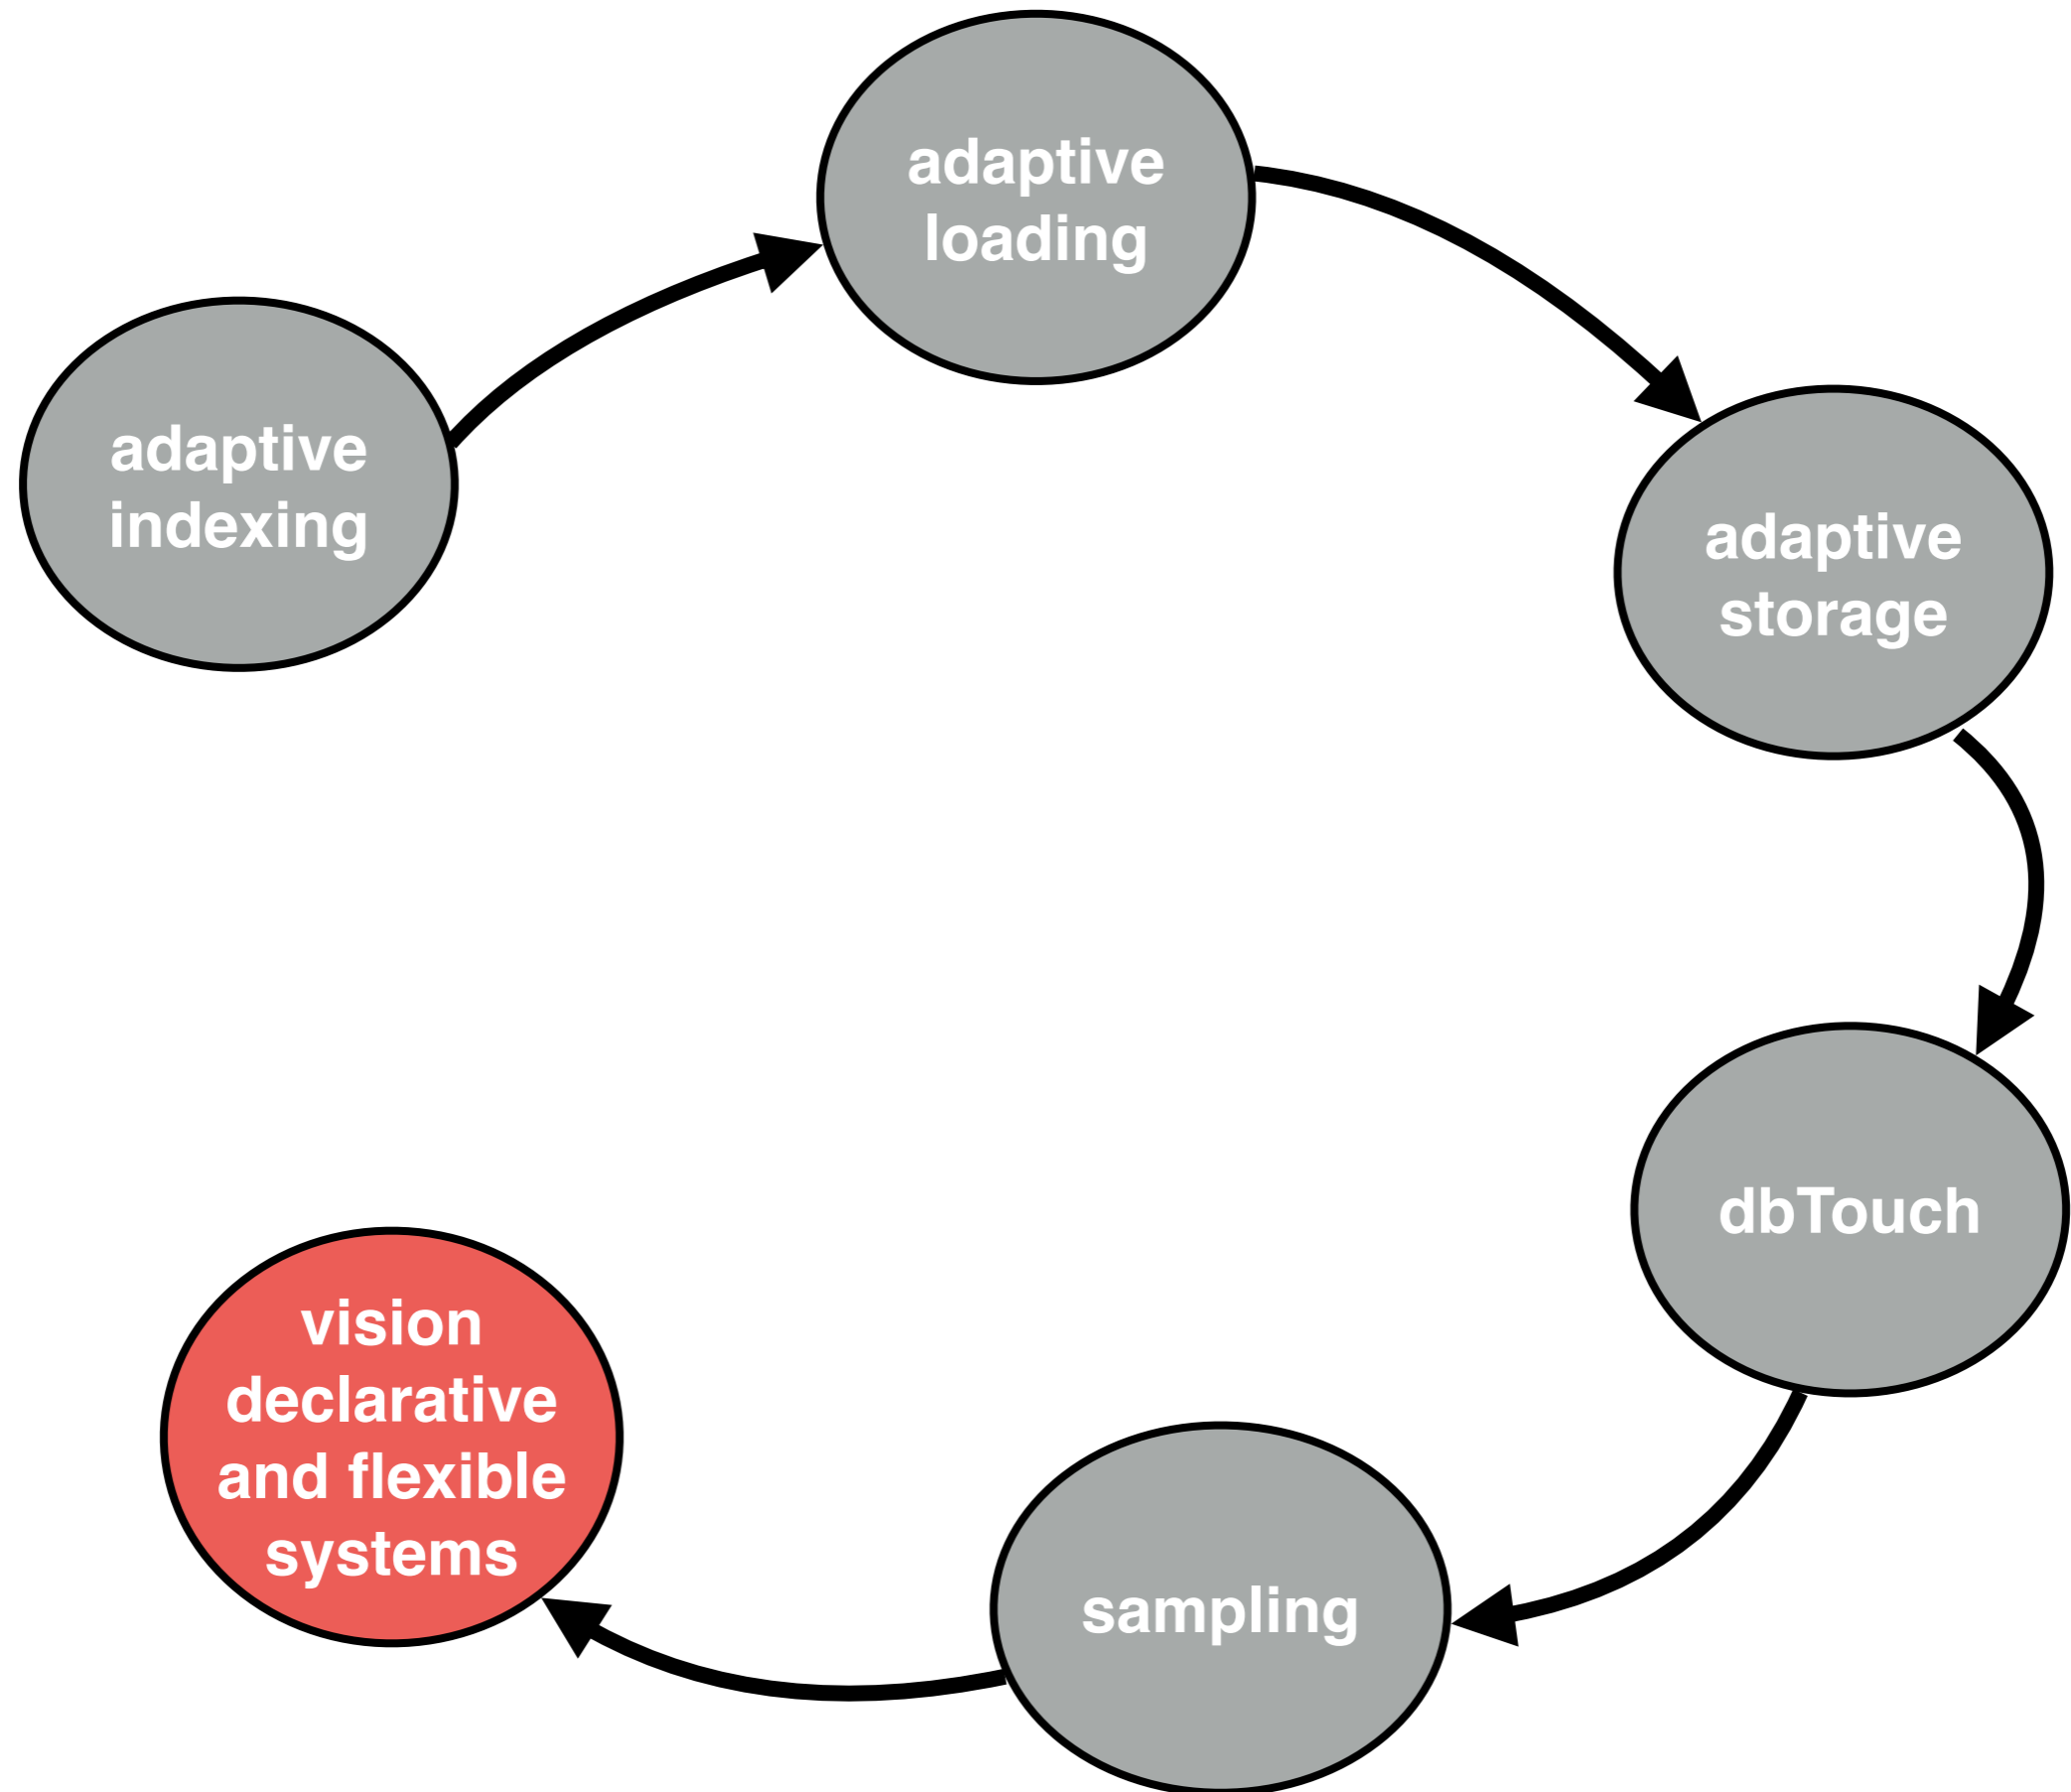 adaptive
loading
adaptive
indexing
adaptive
storage
dbTouch
sampling
vision
declarative
and flexible
systems